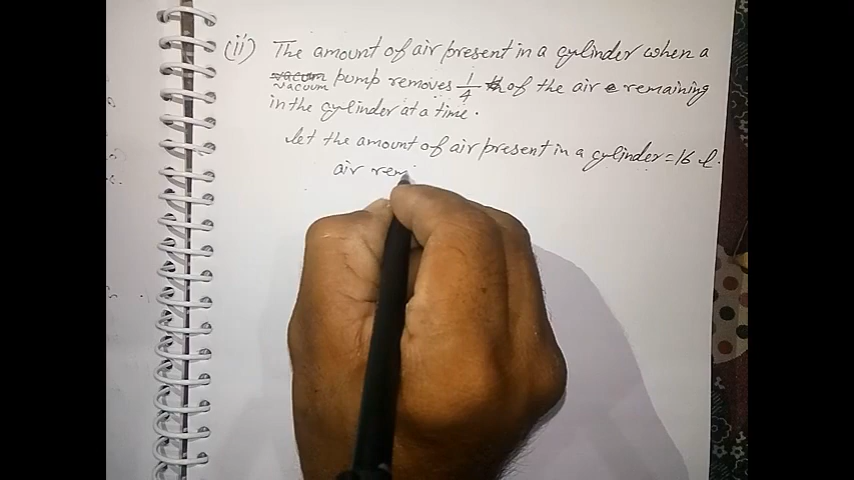 (ii) The amount of air present in a cylinder when a
vacuum pump removes 1/4 th of the air remaining
in the cylinder at a time.
let the amount of air present in a cylinder = 16 l.
air rem